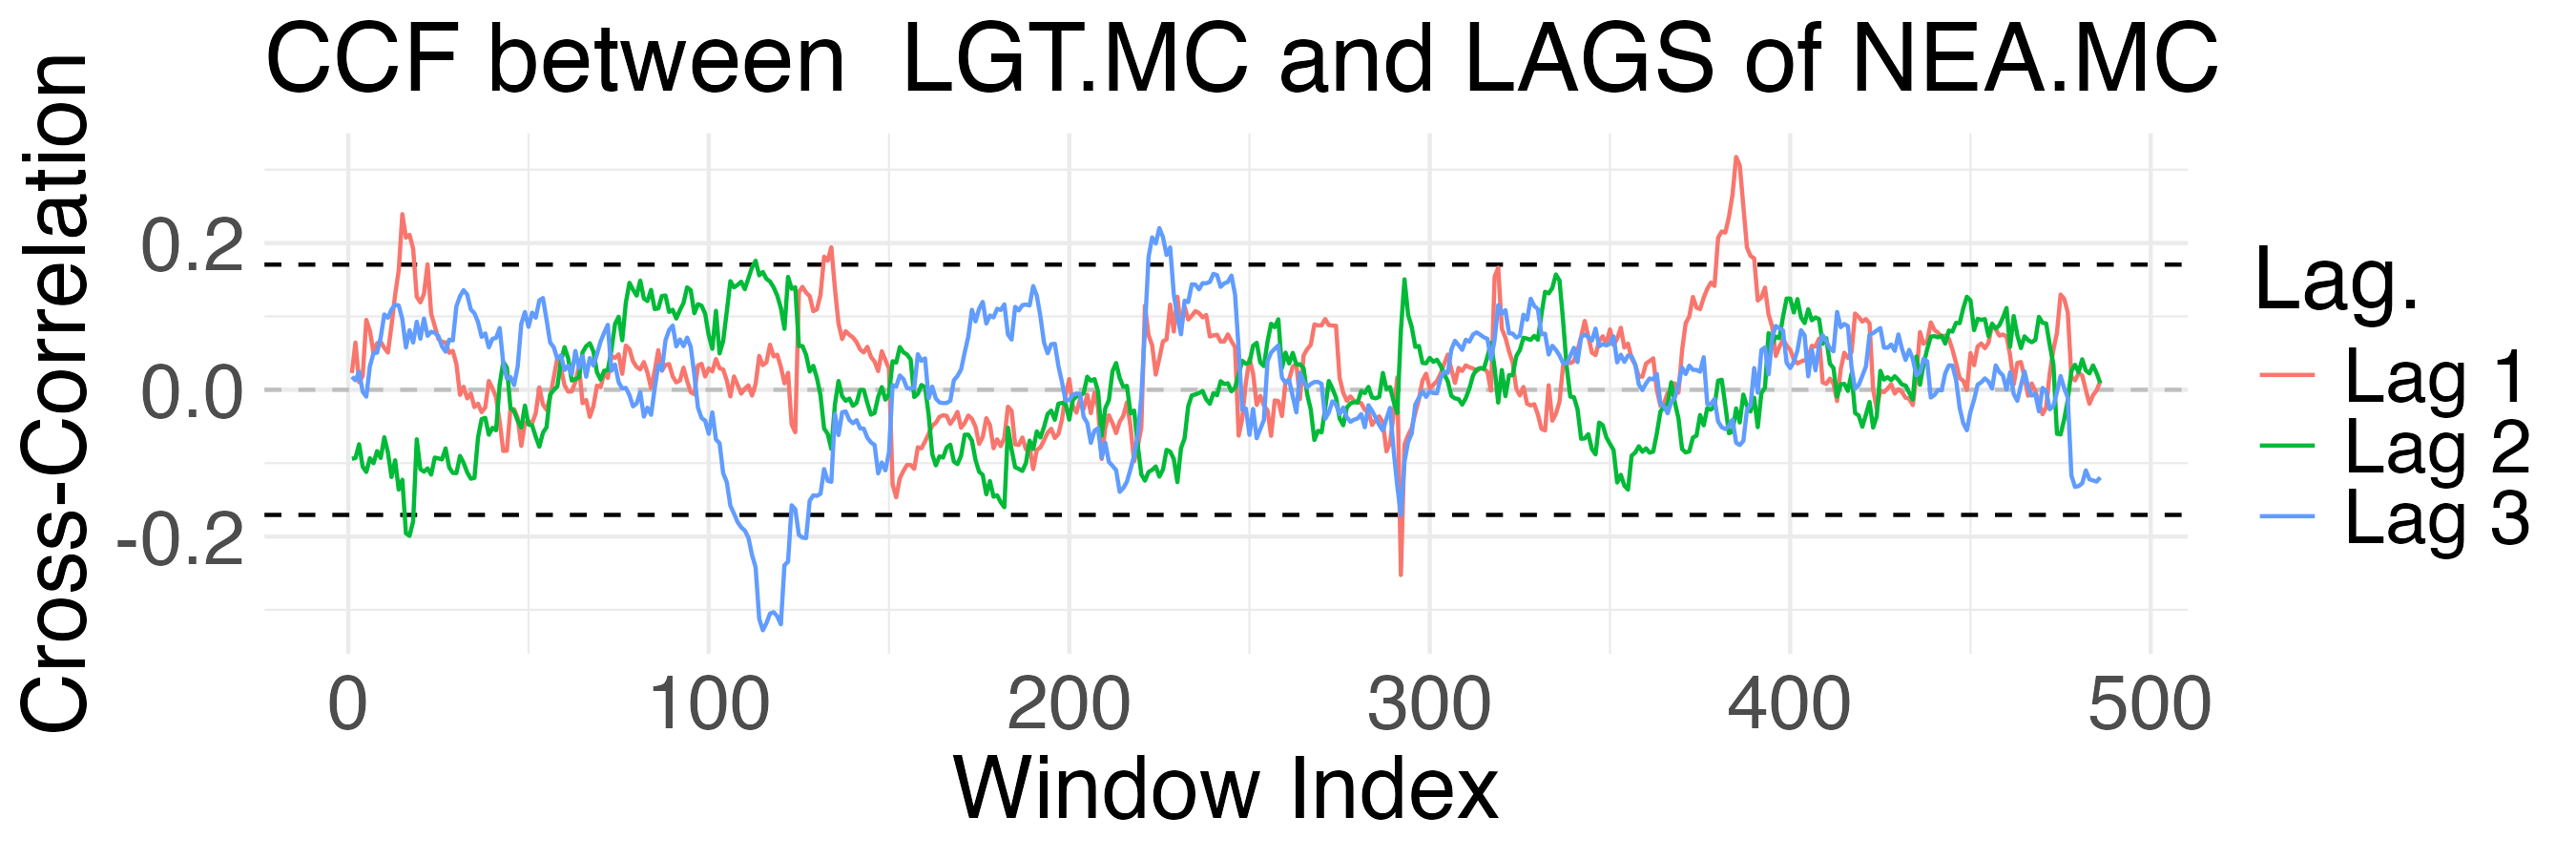 CCF between  LGT.MC and LAGS of NEA.MC
Cross-Correlation
0.2
0.0
-0.2
0 100 200 300 400 500
Window Index
Lag.
Lag 1
Lag 2
Lag 3